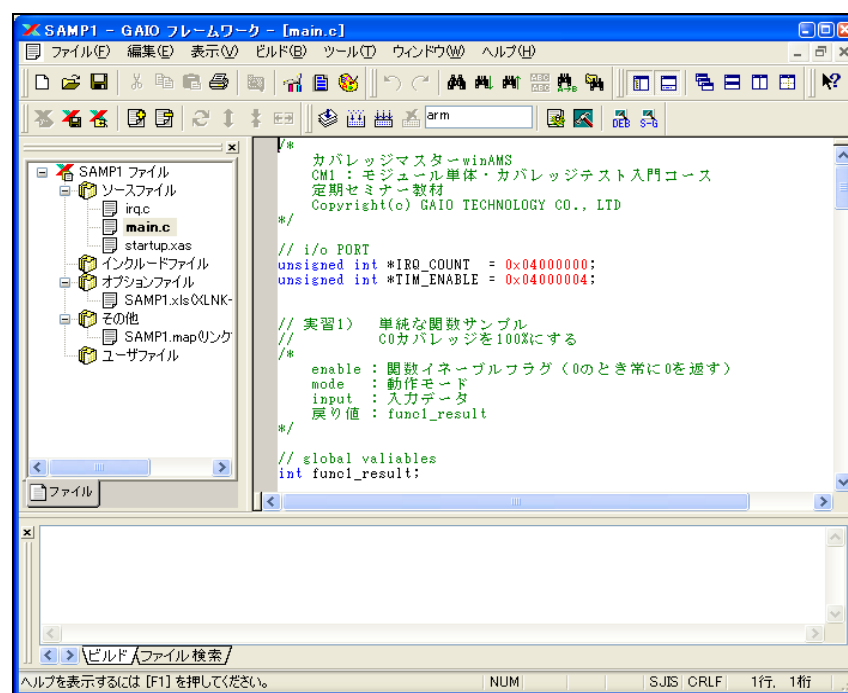 SAMP1 - GAIO フレームワーク - [main.c]
ファイル(F) 編集(E) 表示(V) ビルド(B) ツール(T) ウィンドウ(W) ヘルプ(H)
arm
DEB S-G
SAMP1 ファイル
ソースファイル
irq.c
main.c
startup.xas
インクルードファイル
オプションファイル
SAMP1.xls(XLNK-
その他
SAMP1.map(リンク
ユーザファイル
ファイル
/*
カバレッジマスターwinAMS
CM1 : モジュール単体・カバレッジテスト入門コース
定期セミナー教材
Copyright(c) GAIO TECHNOLOGY CO., LTD
*/
// i/o PORT
unsigned int *IRQ_COUNT = 0x04000000;
unsigned int *TIM_ENABLE = 0x04000004;
// 実習1) 単純な関数サンプル
// C0カバレッジを100%にする
/*
enable : 関数イネーブルフラグ（0のとき常に0を返す）
mode : 動作モード
input : 入力データ
戻り値 : func1_result
*/
// global valiables
int func1_result;
ビルド ファイル検索
ヘルプを表示するには [F1] を押してください。 NUM SJIS CRLF 1行, 1桁